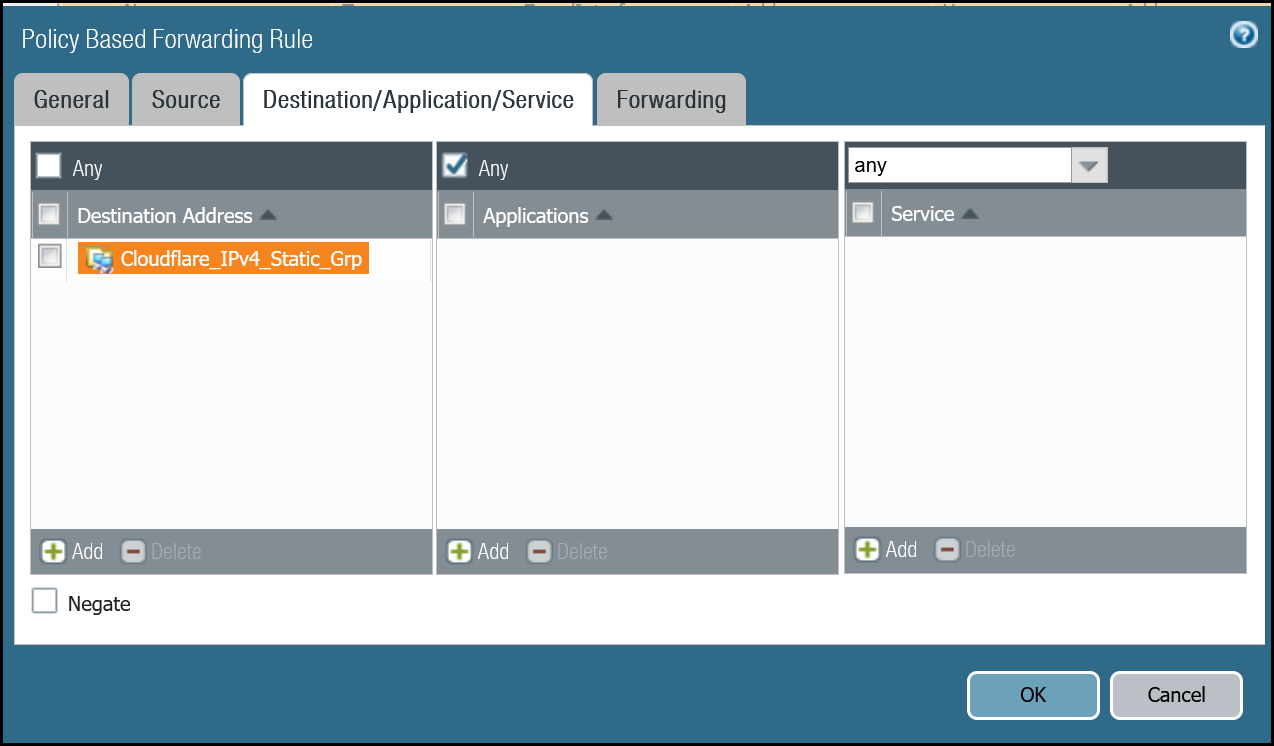 Policy Based Forwarding Rule
General Source Destination/Application/Service Forwarding
Any
Destination Address
Cloudflare_IPv4_Static_Grp
Add Delete
Any
Applications
Add Delete
any
Service
Add Delete
Negate
OK Cancel